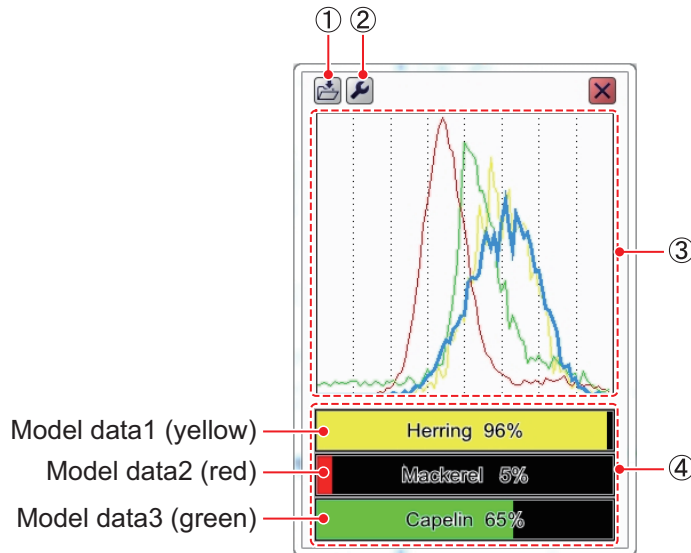 ① ②
③
Model data1 (yellow) Herring 96%
Model data2 (red) Mackerel 5% ④
Model data3 (green) Capelin 65%